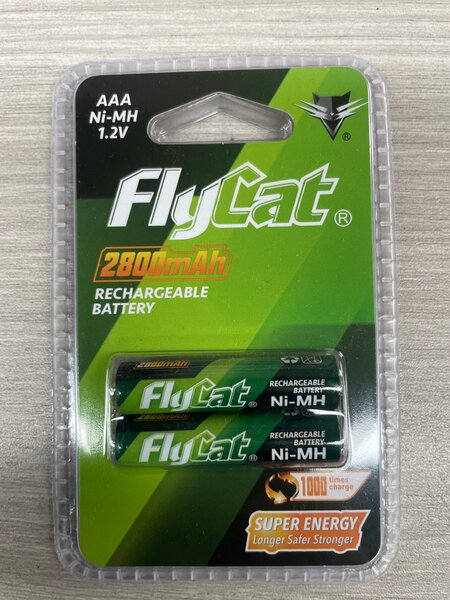 AAA
Ni-MH
1.2V
FlyCat®
2800mAh
RECHARGEABLE
BATTERY
2800mAh
FlyCat®
RECHARGEABLE
BATTERY
Ni-MH
2800mAh
FlyCat®
RECHARGEABLE
BATTERY
Ni-MH
1000 times
charge
SUPER ENERGY
Longer Safer Stronger